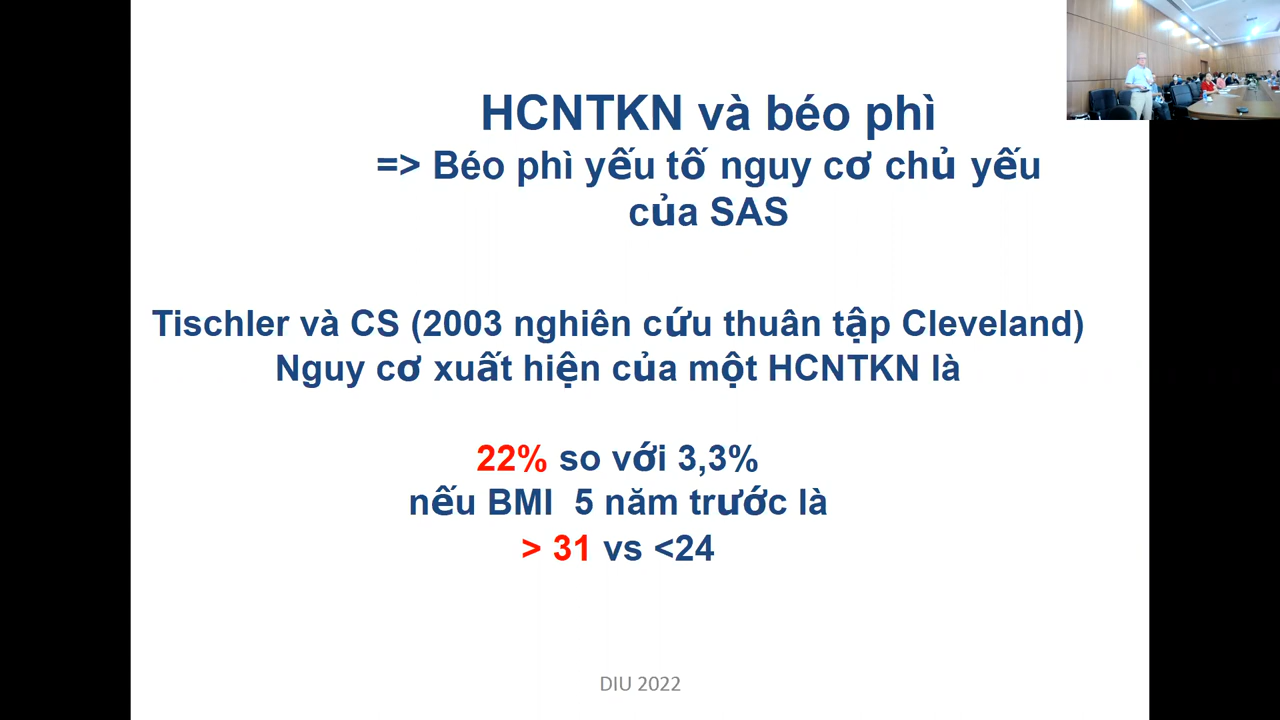 HCNTKN và béo phì
=> Béo phì yếu tố nguy cơ chủ yếu
của SAS
Tischler và CS (2003 nghiên cứu thuân tập Cleveland)
Nguy cơ xuất hiện của một HCNTKN là
22% so với 3,3%
nếu BMI 5 năm trước là
> 31 vs <24
DIU 2022